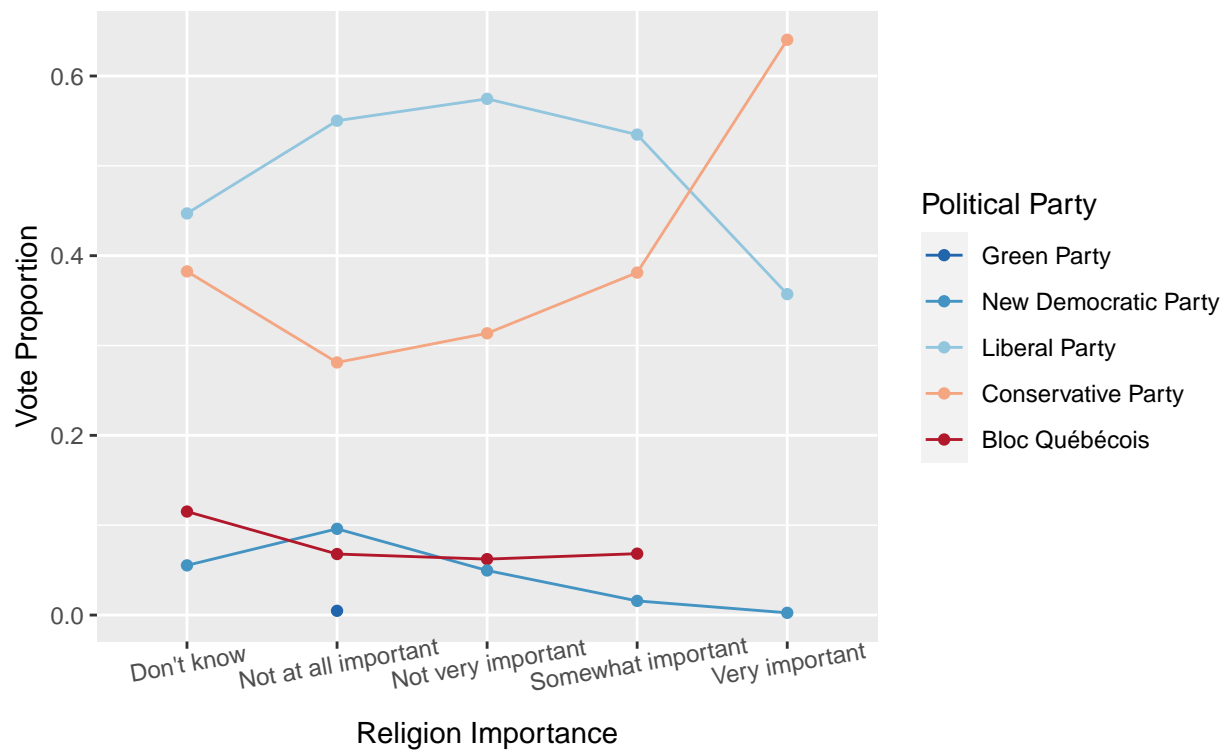 0.6
0.4
0.2
0.0
Vote Proportion
Don't know
Not at all important
Not very important
Somewhat important
Very important
Religion Importance
Political Party
Green Party
New Democratic Party
Liberal Party
Conservative Party
Bloc Québécois